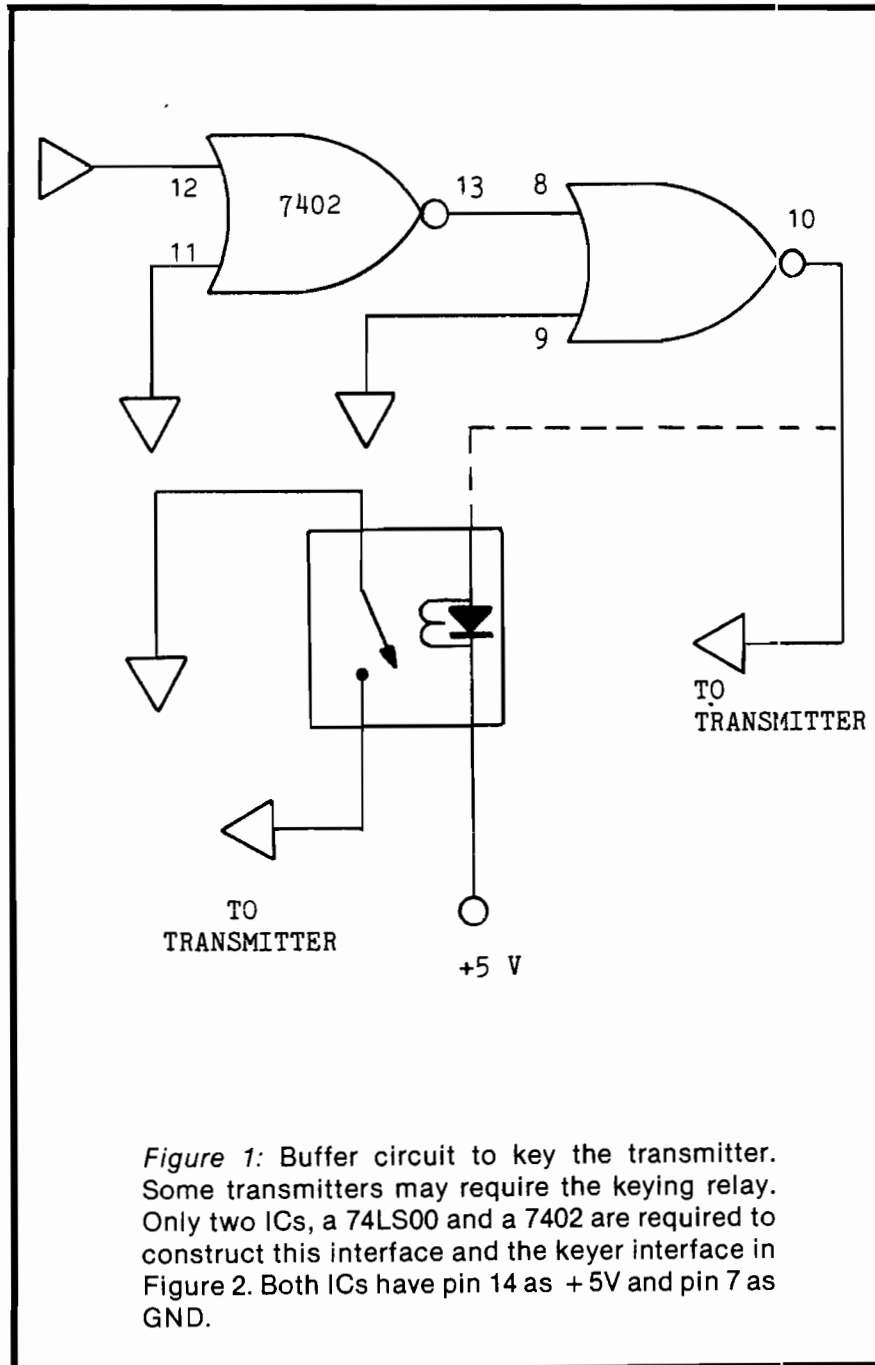 12
7402
13
8
10
11
9
TO
TRANSMITTER
TO
TRANSMITTER
+5 V
Figure 1: Buffer circuit to key the transmitter.
Some transmitters may require the keying relay.
Only two ICs, a 74LS00 and a 7402 are required to
construct this interface and the keyer interface in
Figure 2. Both ICs have pin 14 as +5V and pin 7 as
GND.